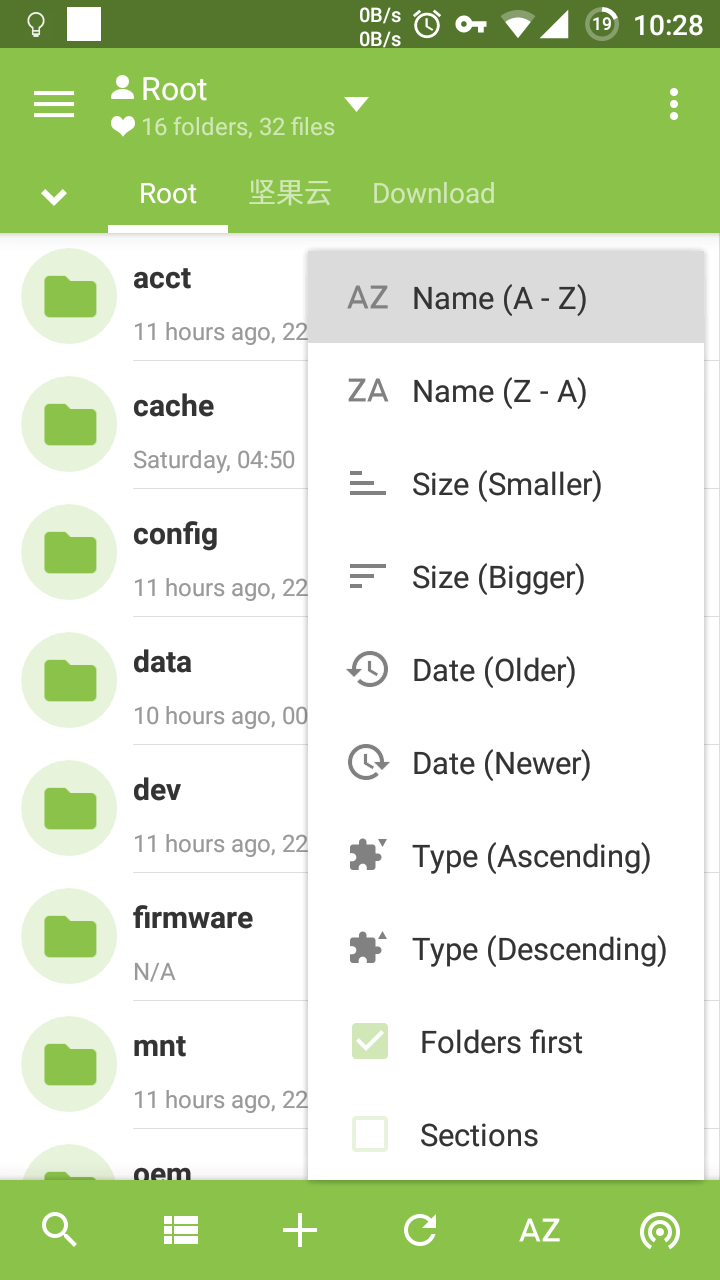 0B/s
0B/s
19
10:28
Root
16 folders, 32 files
Root
坚果云
Download
acct
11 hours ago, 22
cache
Saturday, 04:50
config
11 hours ago, 22
data
10 hours ago, 00
dev
11 hours ago, 22
firmware
N/A
mnt
11 hours ago, 22
oem
AZ Name (A - Z)
ZA Name (Z - A)
Size (Smaller)
Size (Bigger)
Date (Older)
Date (Newer)
Type (Ascending)
Type (Descending)
Folders first
Sections
AZ